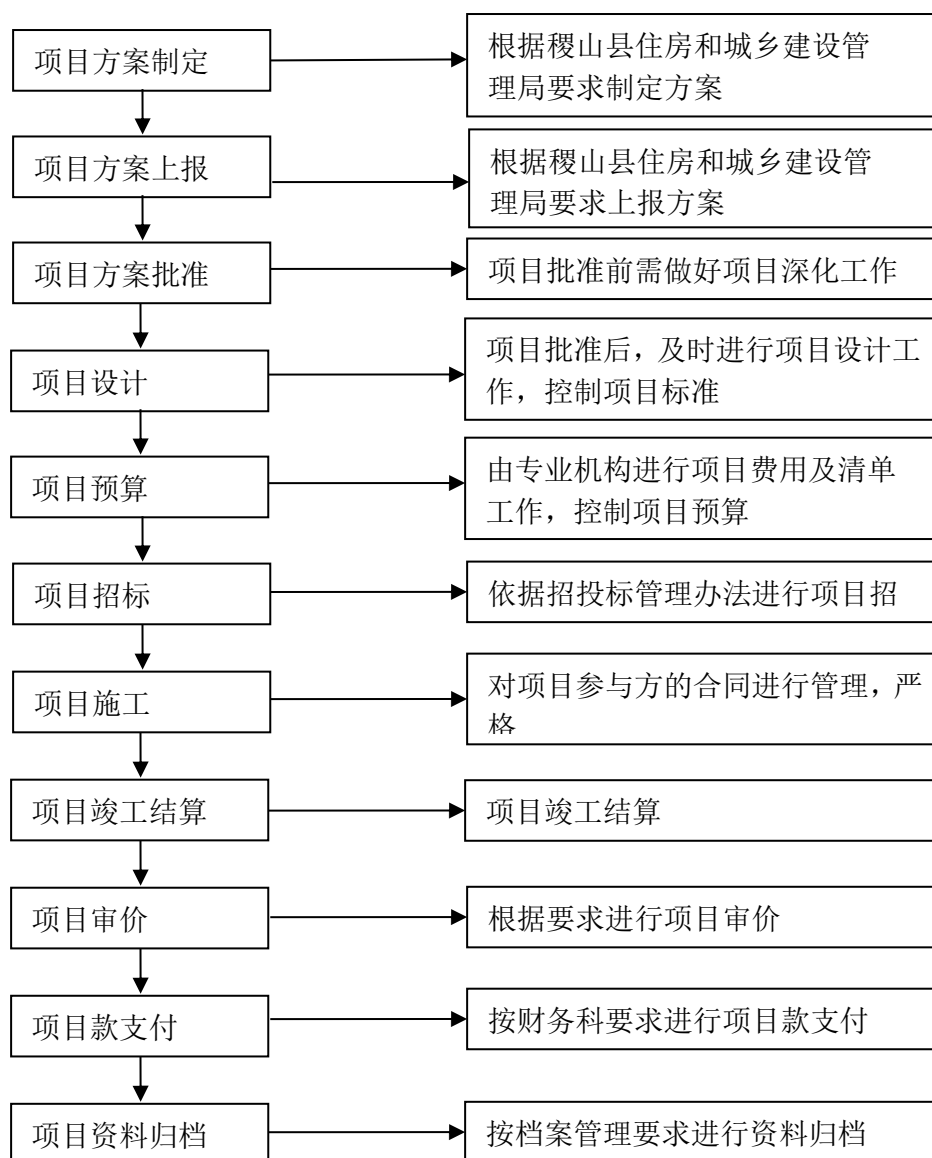 项目方案制定
根据稷山县住房和城乡建设管
理局要求制定方案
项目方案上报
根据稷山县住房和城乡建设管
理局要求上报方案
项目方案批准
项目批准前需做好项目深化工作
项目设计
项目批准后，及时进行项目设计工
作，控制项目标准
项目预算
由专业机构进行项目费用及清单
工作，控制项目预算
项目招标
依据招投标管理办法进行项目招
项目施工
对项目参与方的合同进行管理，严
格
项目竣工结算
项目竣工结算
项目审价
根据要求进行项目审价
项目款支付
按财务科要求进行项目款支付
项目资料归档
按档案管理要求进行资料归档